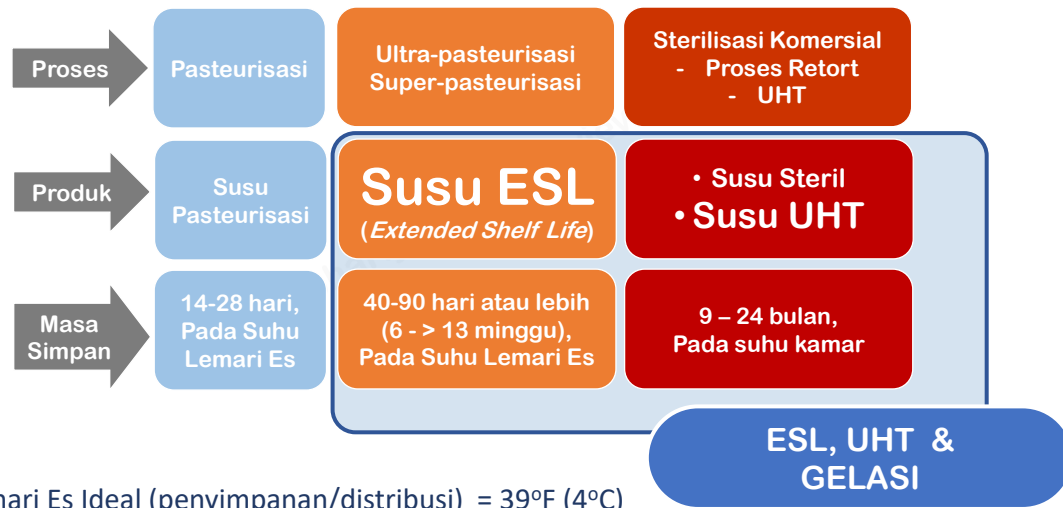 Proses
Pasteurisasi
Ultra-pasteurisasi
Super-pasteurisasi
Sterilisasi Komersial
- Proses Retort
- UHT
Produk
Susu
Pasteurisasi
Susu ESL
(Extended Shelf Life)
• Susu Steril
• Susu UHT
Masa
Simpan
14-28 hari,
Pada Suhu
Lemari Es
40-90 hari atau lebih
(6 - > 13 minggu),
Pada Suhu Lemari Es
9 – 24 bulan,
Pada suhu kamar
ESL, UHT &
GELASI
Es Ideal (penyimpanan/distribusi) = 39°F (4°C)